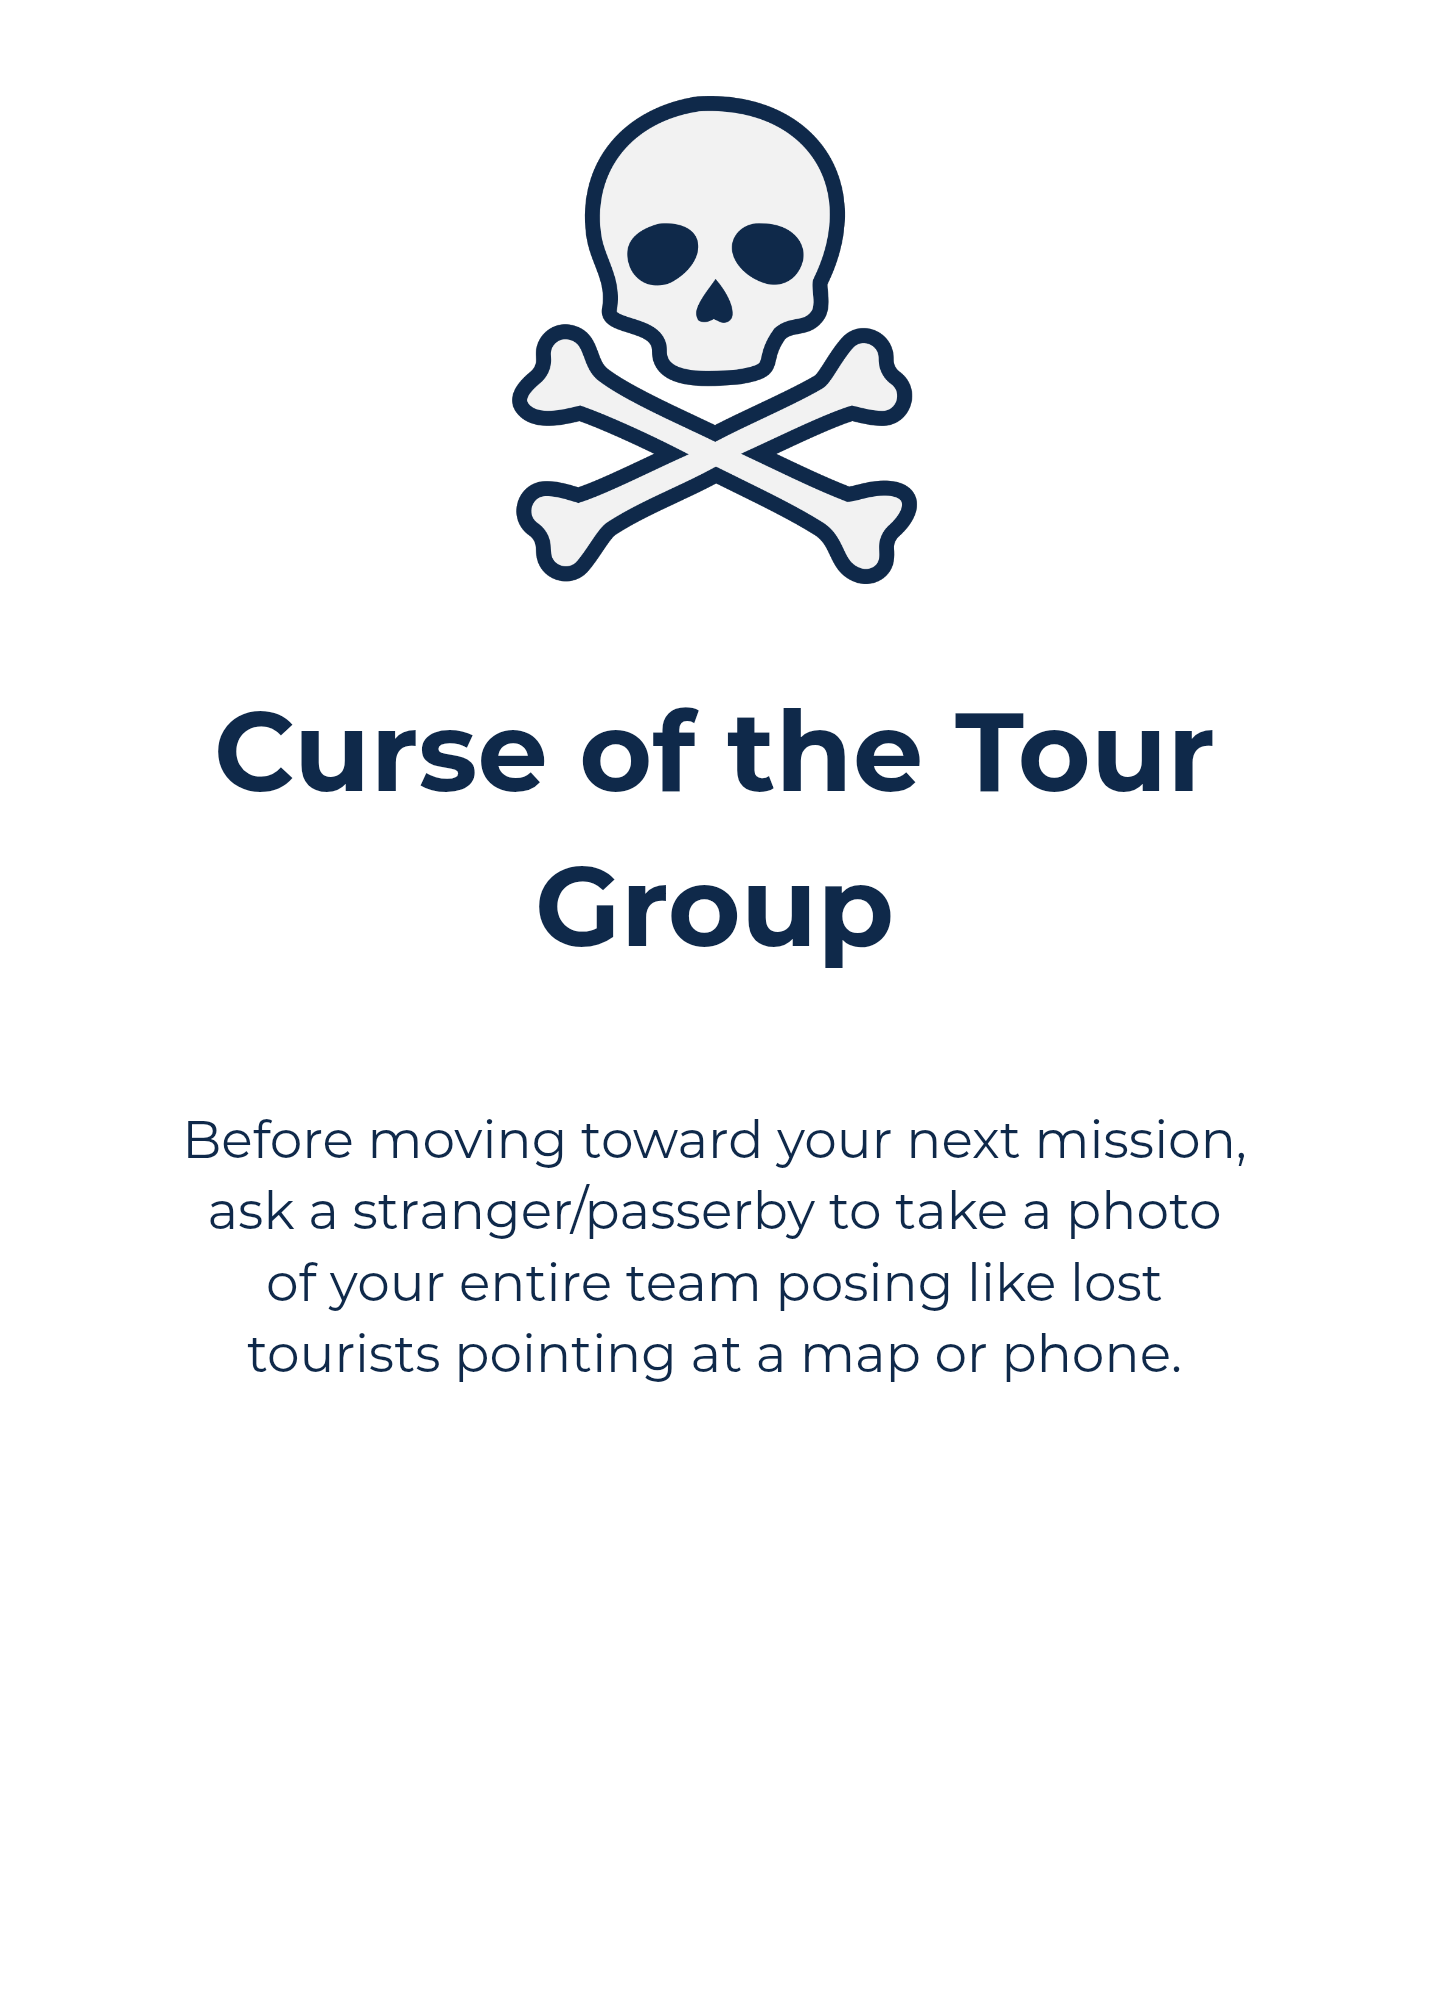 Curse of the Tour
Group
Before moving toward your next mission,
ask a stranger/passerby to take a photo
of your entire team posing like lost
tourists pointing at a map or phone.